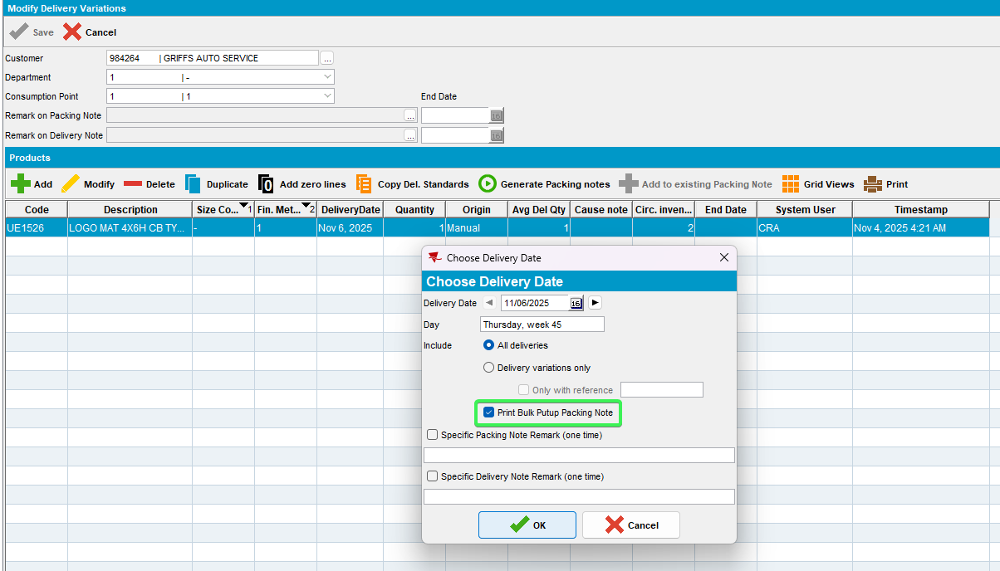 Modify Delivery Variations
Save Cancel
Customer 984264 | GRIFFS AUTO SERVICE ...
Department 1 | -
Consumption Point 1 | 1 End Date
Remark on Packing Note ... 16
Remark on Delivery Note ... 16
Products
Add Modify Delete Duplicate 0 Add zero lines Copy Del. Standards Generate Packing notes Add to existing Packing Note Grid Views Print
Code Description Size Co... 1 Fin. Met... 2 DeliveryDate Quantity Origin Avg Del Qty Cause note Circ. inven... End Date System User Timestamp
UE1526 LOGO MAT 4X6H CB TY... - 1 Nov 6, 2025 1 Manual 1 2 CRA Nov 4, 2025 4:21 AM
Choose Delivery Date
Choose Delivery Date
Delivery Date 11/06/2025 16
Day Thursday, week 45
Include All deliveries
Delivery variations only
Only with reference
Print Bulk Putup Packing Note
Specific Packing Note Remark (one time)
Specific Delivery Note Remark (one time)
OK Cancel